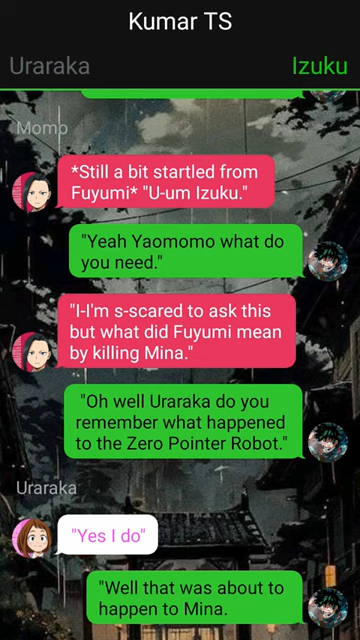 Kumar TS
Uraraka
Izuku
Momo
*Still a bit startled from
Fuyumi* "U-um Izuku."
"Yeah Yaomomo what do
you need."
"I-I'm s-scared to ask this
but what did Fuyumi mean
by killing Mina."
"Oh well Uraraka do you
remember what happened
to the Zero Pointer Robot."
Uraraka
"Yes I do"
"Well that was about to
happen to Mina.